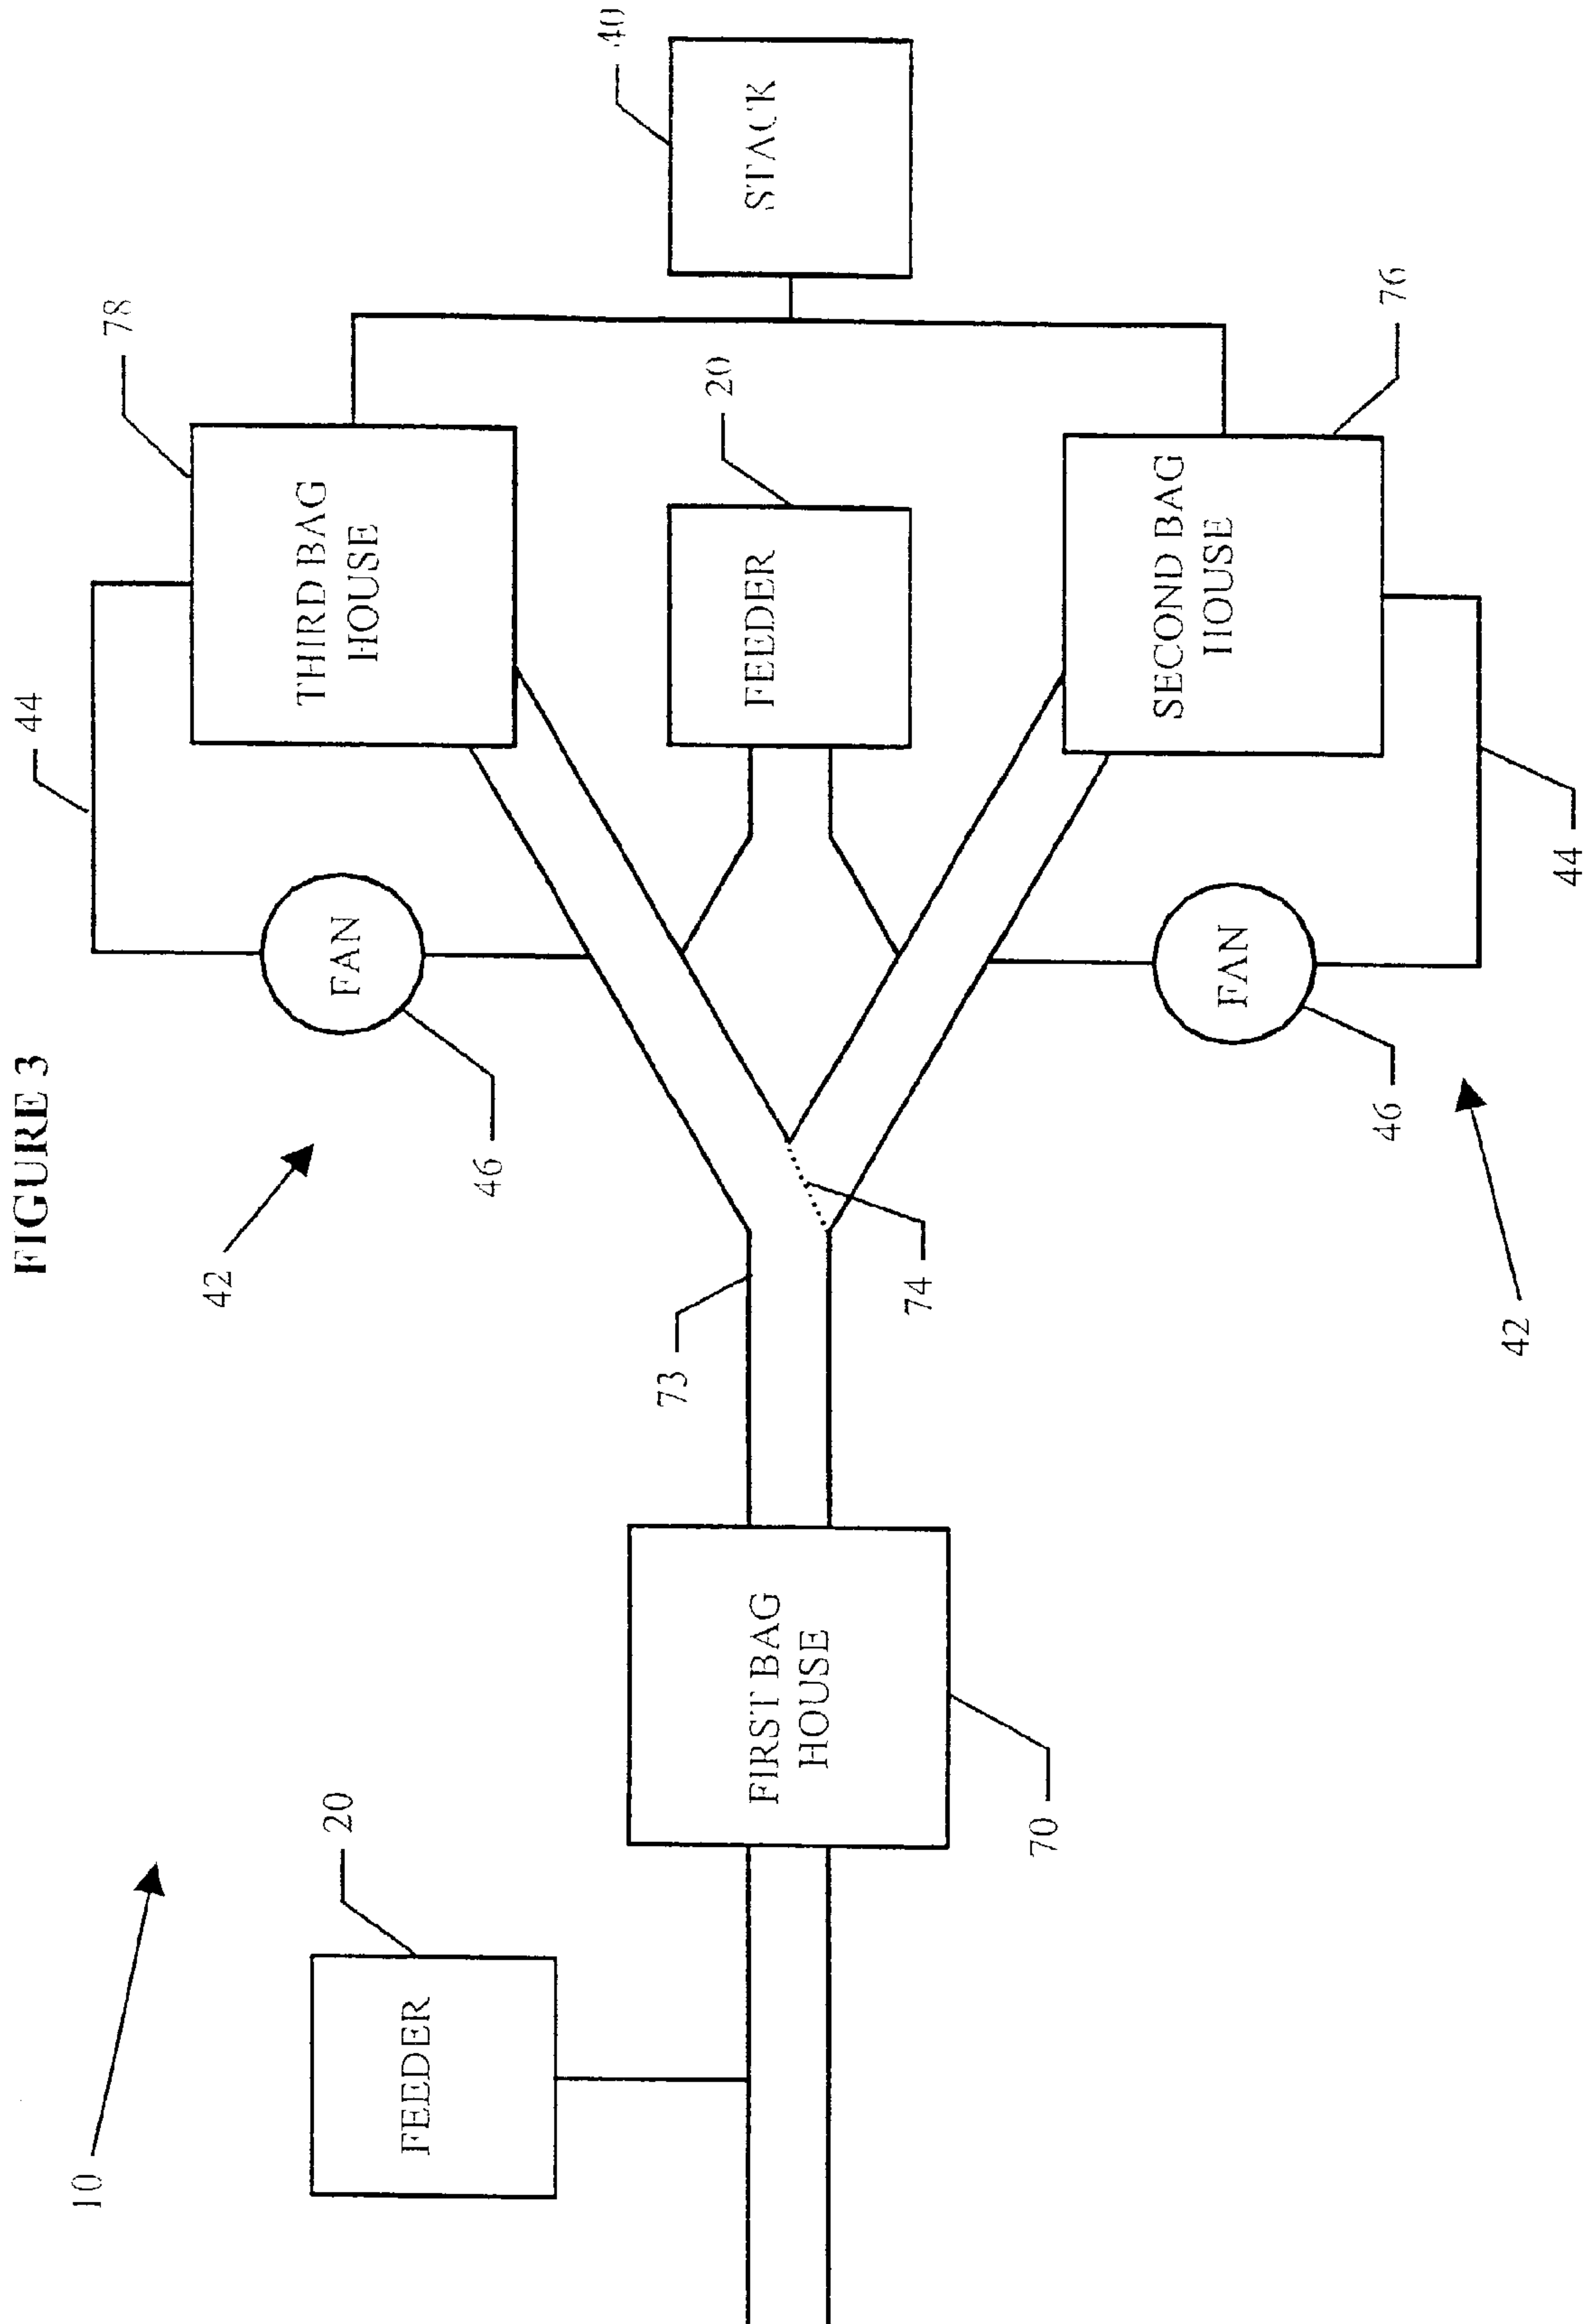 FIGURE 3
10
20
FEEDER
FIRST BAG
HOUSE
70
73
74
42
46
FAN
44
THIRD BAG
HOUSE
78
20
FEEDER
SECOND BAG
HOUSE
76
44
FAN
46
42
STACK
40